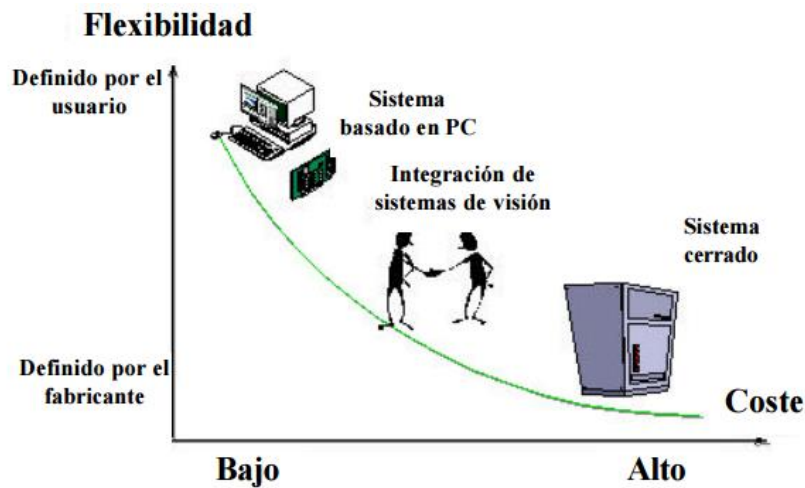 Flexibilidad
Definido por el
usuario
Sistema
basado en PC
Integración de
sistemas de visión
Sistema
cerrado
Definido por el
fabricante
Coste
Bajo
Alto